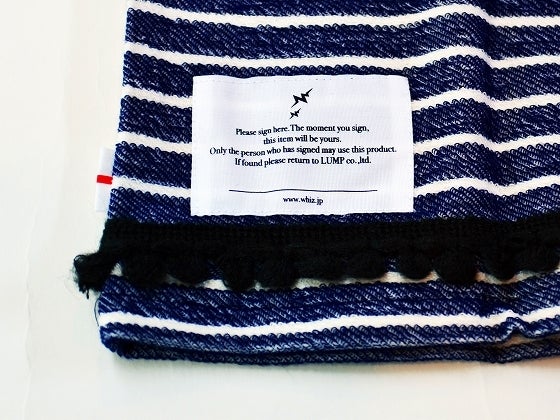 Please sign here. The moment you sign,
this item will be yours.
Only the person who has signed may use this product.
If found please return to LUMP co.,ltd.
www.whiz.jp